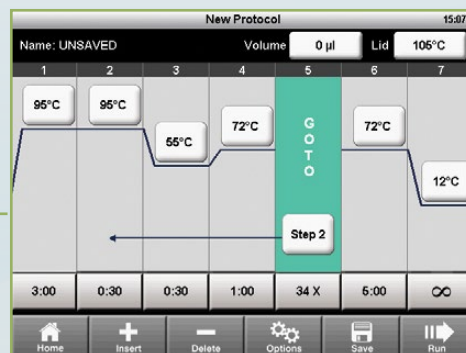 New Protocol 15:07
Name: UNSAVED Volume 0 µl Lid 105°C
1 2 3 4 5 6 7
95°C 95°C 55°C 72°C GOTO 72°C 12°C
Step 2
3:00 0:30 0:30 1:00 34 X 5:00 ∞
Home Insert Delete Options Save Run